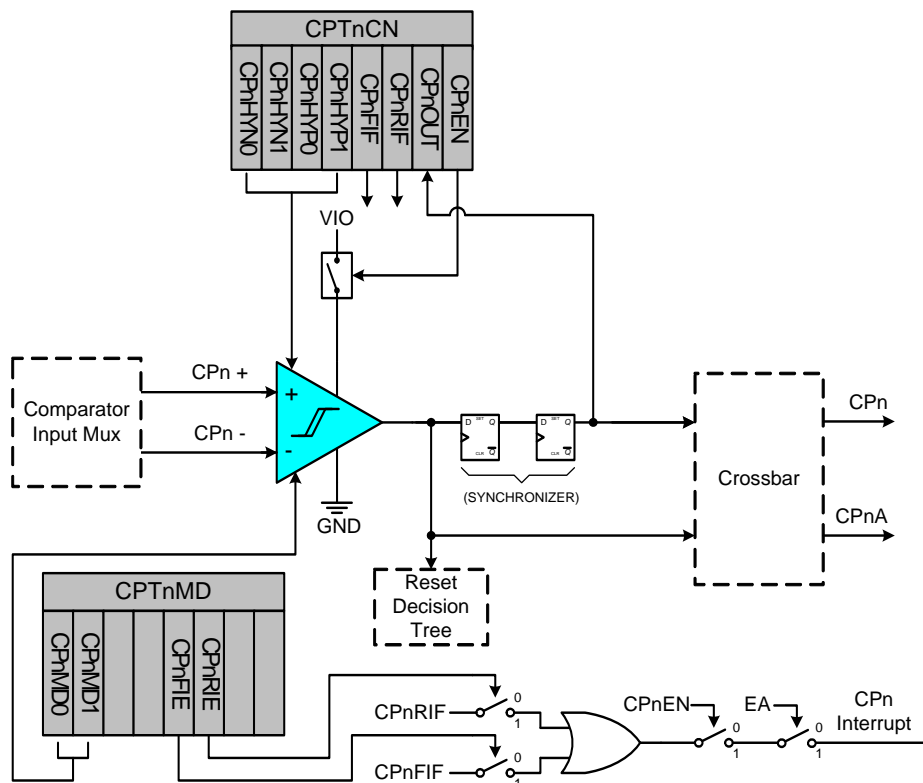 CPTnCN
CPnHYN0
CPnHYN1
CPnHYP0
CPnHYP1
CPnFIF
CPnRIF
CPnOUT
CPnEN
VIO
Comparator
Input Mux
CPn +
CPn -
+
-
GND
D
SET
Q
CLR
Q
D
SET
Q
CLR
Q
(SYNCHRONIZER)
Crossbar
CPn
CPnA
Reset
Decision
Tree
CPTnMD
CPnMD0
CPnMD1
CPnFIE
CPnRIE
CPnRIF
0
1
CPnFIF
0
1
CPnEN
0
1
EA
0
1
CPn
Interrupt